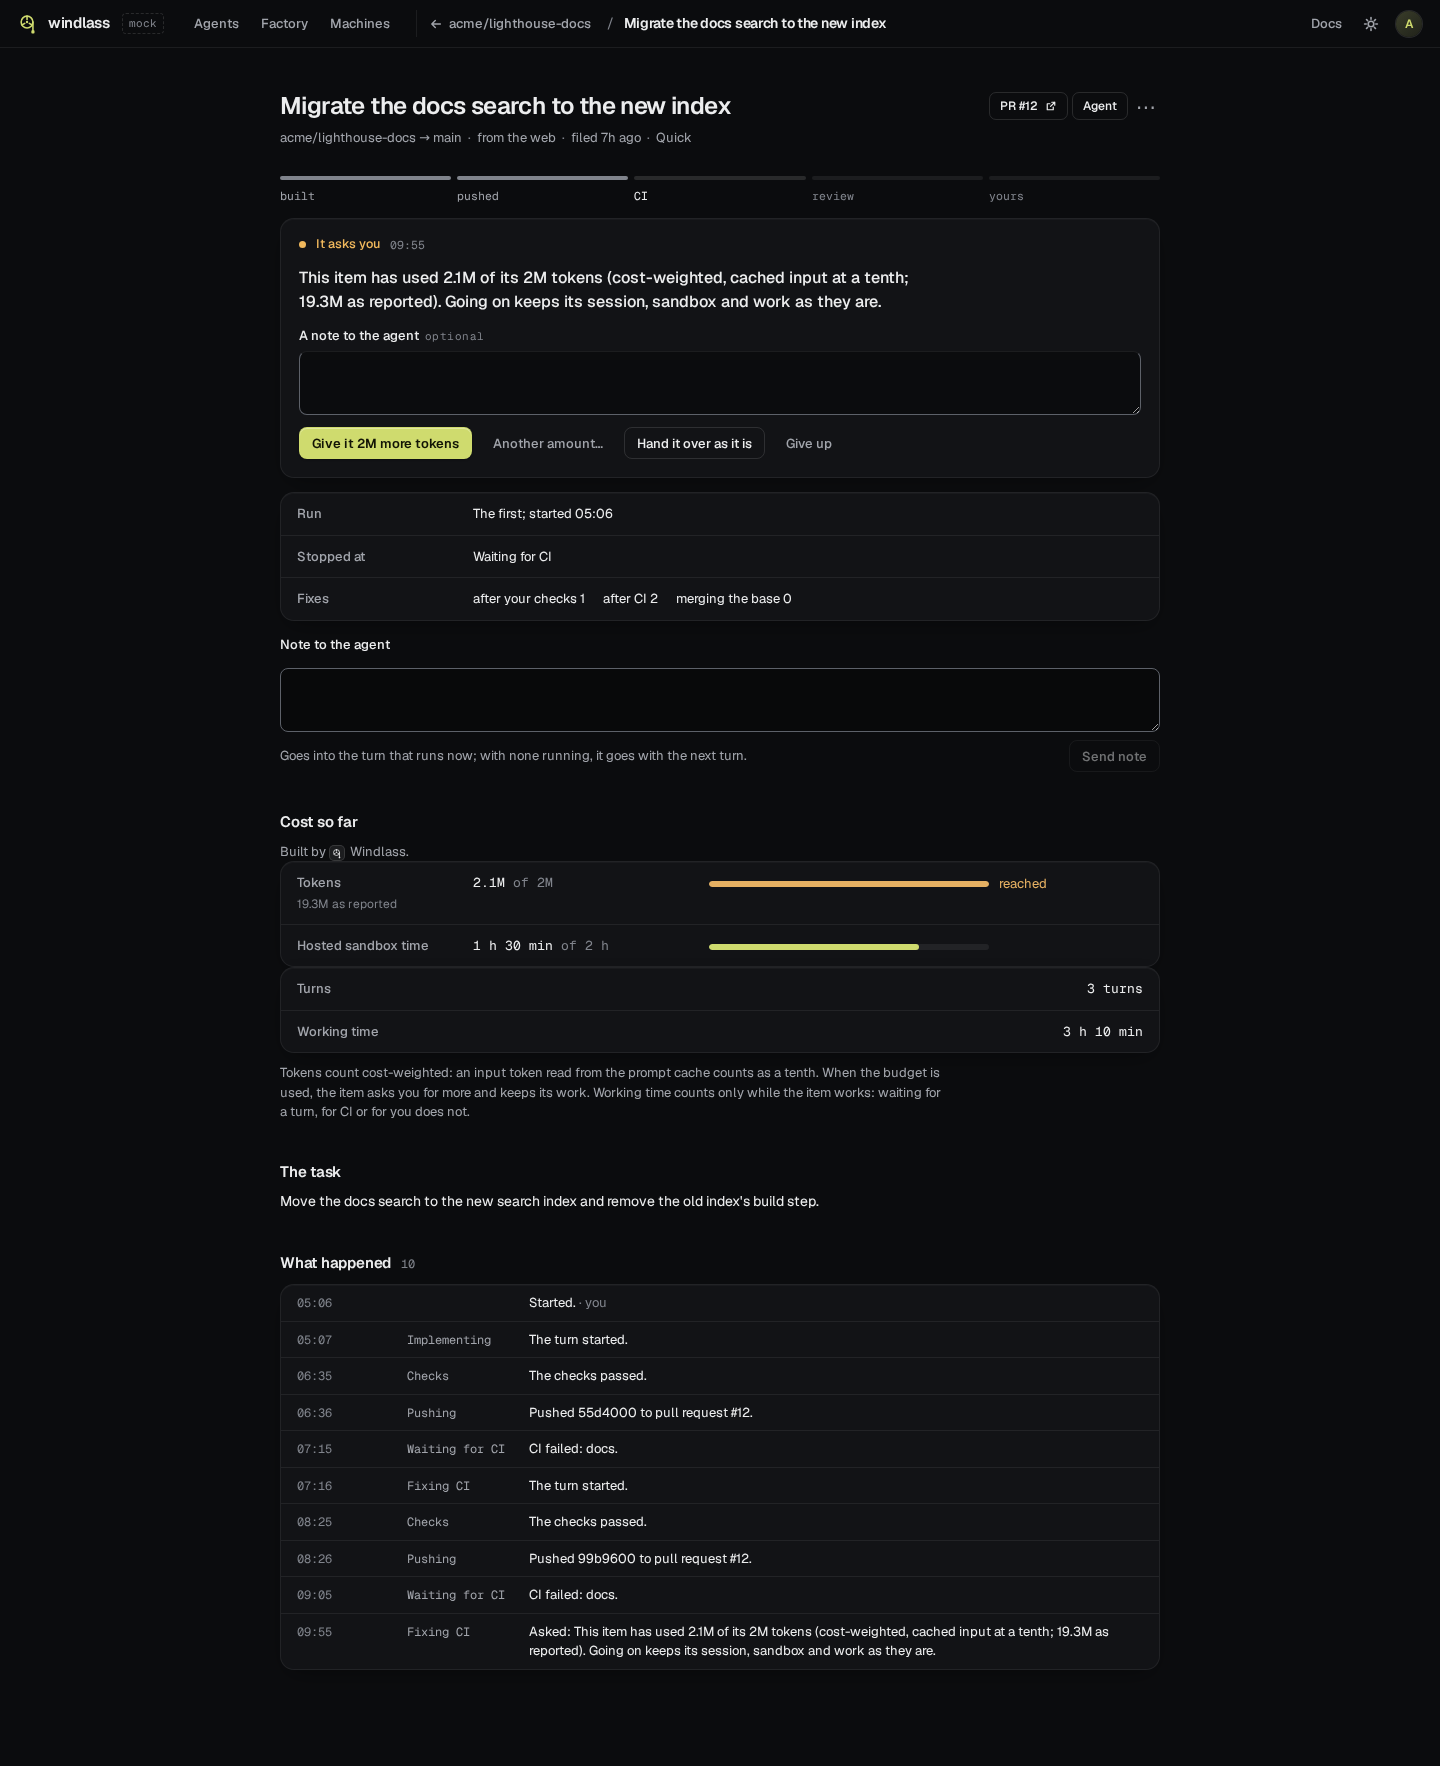 windlass mock Agents Factory Machines ← acme/lighthouse-docs / Migrate the docs search to the new index Docs A
Migrate the docs search to the new index PR #12 Agent ...
acme/lighthouse-docs → main · from the web · filed 7h ago · Quick
built pushed CI review yours
It asks you 09:55
This item has used 2.1M of its 2M tokens (cost-weighted, cached input at a tenth;
19.3M as reported). Going on keeps its session, sandbox and work as they are.
A note to the agent optional
Give it 2M more tokens Another amount... Hand it over as it is Give up
Run The first; started 05:06
Stopped at Waiting for CI
Fixes after your checks 1 after CI 2 merging the base 0
Note to the agent
Goes into the turn that runs now; with none running, it goes with the next turn. Send note
Cost so far
Built by Windlass.
Tokens 2.1M of 2M reached
19.3M as reported
Hosted sandbox time 1 h 30 min of 2 h
Turns 3 turns
Working time 3 h 10 min
Tokens count cost-weighted: an input token read from the prompt cache counts as a tenth. When the budget is
used, the item asks you for more and keeps its work. Working time counts only while the item works: waiting for
a turn, for CI or for you does not.
The task
Move the docs search to the new search index and remove the old index's build step.
What happened 10
05:06 Started. · you
05:07 Implementing The turn started.
06:35 Checks The checks passed.
06:36 Pushing Pushed 55d4000 to pull request #12.
07:15 Waiting for CI CI failed: docs.
07:16 Fixing CI The turn started.
08:25 Checks The checks passed.
08:26 Pushing Pushed 99b9600 to pull request #12.
09:05 Waiting for CI CI failed: docs.
09:55 Fixing CI Asked: This item has used 2.1M of its 2M tokens (cost-weighted, cached input at a tenth; 19.3M as
reported). Going on keeps its session, sandbox and work as they are.